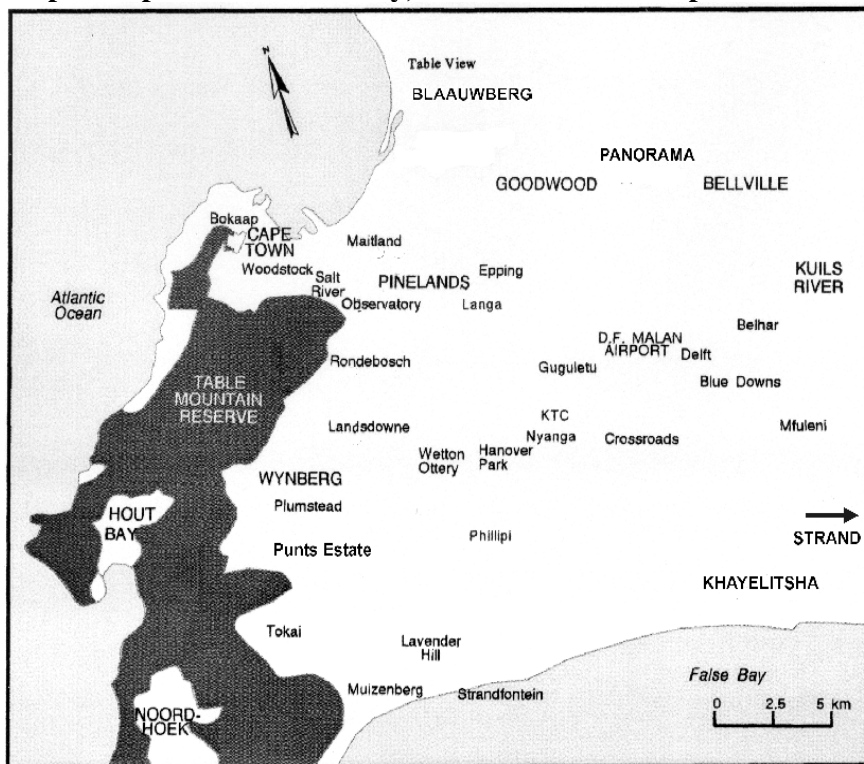 N
Table View
BLAAUWBERG
PANORAMA
GOODWOOD
BELLVILLE
Bokaap
CAPE
TOWN
Maitland
Woodstock
Salt
River
PINELANDS
Epping
KUILS
RIVER
Atlantic
Ocean
Observatory
Langa
Belhar
D.F. MALAN
AIRPORT
Delft
Rondebosch
Guguletu
Blue Downs
TABLE
MOUNTAIN
RESERVE
KTC
Landsdowne
Nyanga
Crossroads
Mfuleni
Wetton
Ottery
Hanover
Park
WYNBERG
Plumstead
HOUT
BAY
Phillipi
STRAND
Punts Estate
KHAYELITSHA
Tokai
Lavender
Hill
False Bay
Muizenberg
Strandfontein
0 2.5 5 km
NOORD-
HOEK